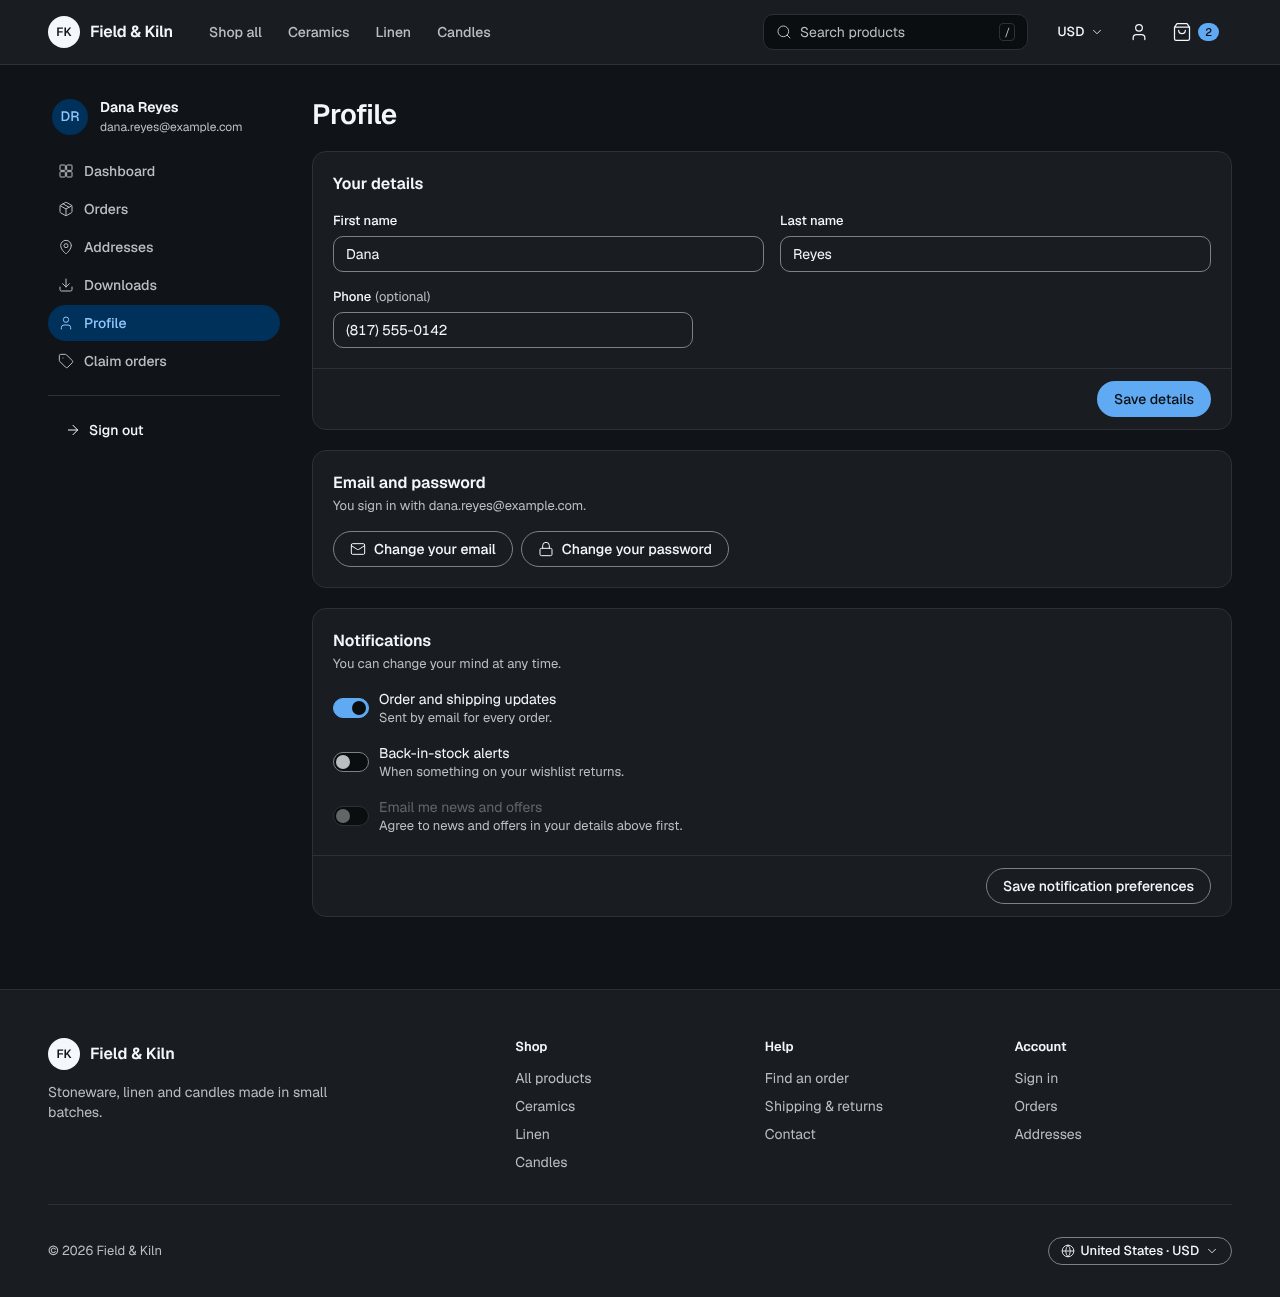 FK Field & Kiln Shop all Ceramics Linen Candles Search products / USD 2
DR
Dana Reyes
dana.reyes@example.com
Dashboard
Orders
Addresses
Downloads
Profile
Claim orders
Sign out
Profile
Your details
First name
Dana
Last name
Reyes
Phone (optional)
(817) 555-0142
Save details
Email and password
You sign in with dana.reyes@example.com.
Change your email
Change your password
Notifications
You can change your mind at any time.
Order and shipping updates
Sent by email for every order.
Back-in-stock alerts
When something on your wishlist returns.
Email me news and offers
Agree to news and offers in your details above first.
Save notification preferences
FK Field & Kiln
Stoneware, linen and candles made in small
batches.
Shop
All products
Ceramics
Linen
Candles
Help
Find an order
Shipping & returns
Contact
Account
Sign in
Orders
Addresses
© 2026 Field & Kiln
United States · USD